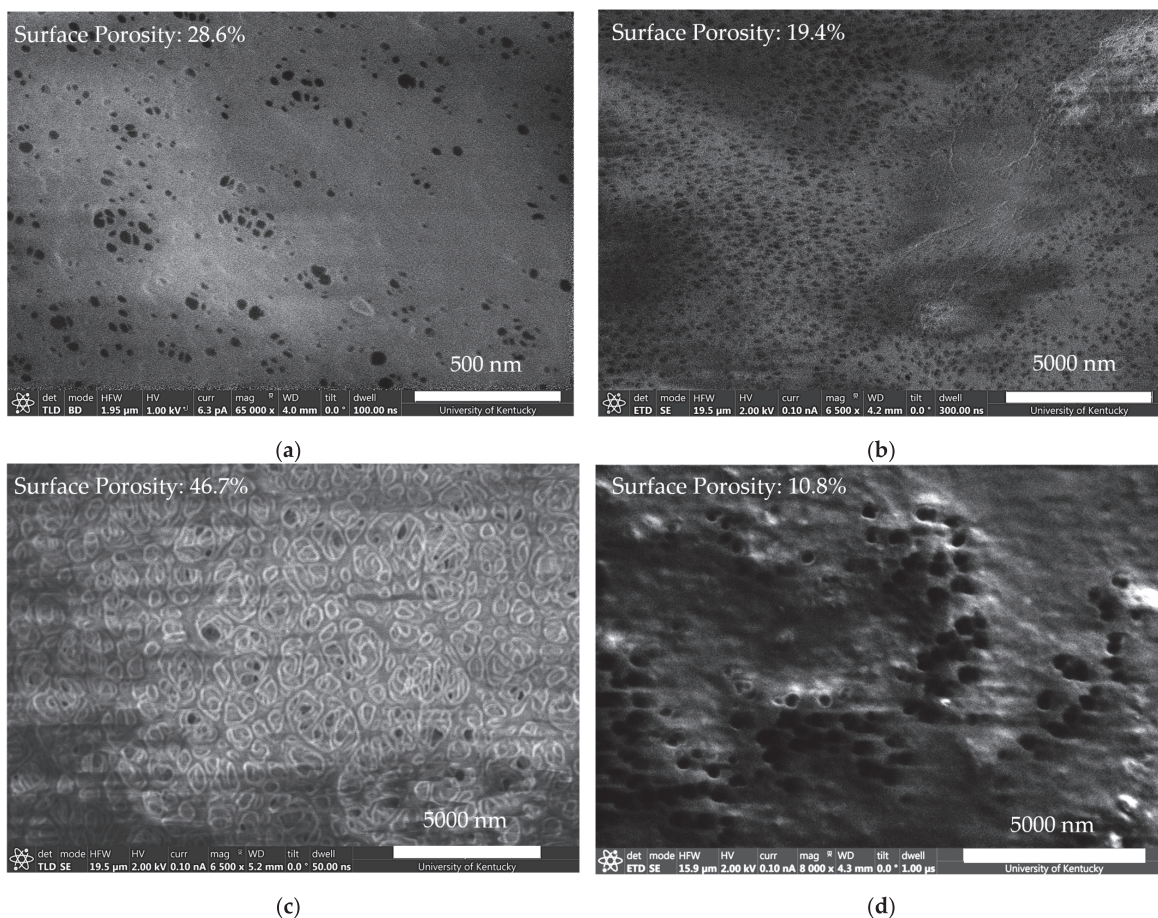 Surface Porosity: 28.6%
500 nm
det mode HFW HV curr mag WD tilt dwell
TLD BD 1.95 µm 1.00 kV 6.3 pA 65 000 x 4.0 mm 0.0 ° 100.00 ns
University of Kentucky
(a)
Surface Porosity: 19.4%
5000 nm
det mode HFW HV curr mag WD tilt dwell
ETD SE 19.5 µm 2.00 kV 0.10 nA 6 500 x 4.2 mm 0.0 ° 300.00 ns
University of Kentucky
(b)
Surface Porosity: 46.7%
5000 nm
det mode HFW HV curr mag WD tilt dwell
TLD SE 19.5 µm 2.00 kV 0.10 nA 6 500 x 5.2 mm 0.0 ° 50.00 ns
University of Kentucky
(c)
Surface Porosity: 10.8%
5000 nm
det mode HFW HV curr mag WD tilt dwell
ETD SE 15.9 µm 2.00 kV 0.10 nA 8 000 x 4.3 mm 0.0 ° 1.00 µs
University of Kentucky
(d)